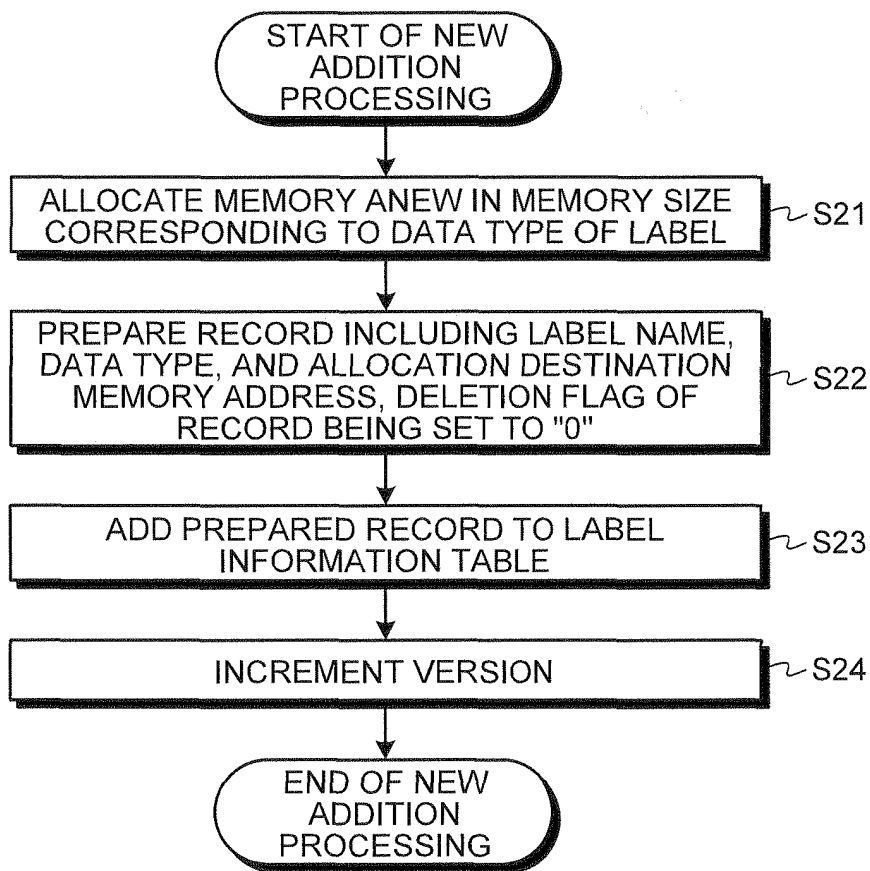 START OF NEW
ADDITION
PROCESSING
ALLOCATE MEMORY ANEW IN MEMORY SIZE
CORRESPONDING TO DATA TYPE OF LABEL
S21
PREPARE RECORD INCLUDING LABEL NAME,
DATA TYPE, AND ALLOCATION DESTINATION
MEMORY ADDRESS, DELETION FLAG OF
RECORD BEING SET TO "0"
S22
ADD PREPARED RECORD TO LABEL
INFORMATION TABLE
S23
INCREMENT VERSION
S24
END OF NEW
ADDITION
PROCESSING